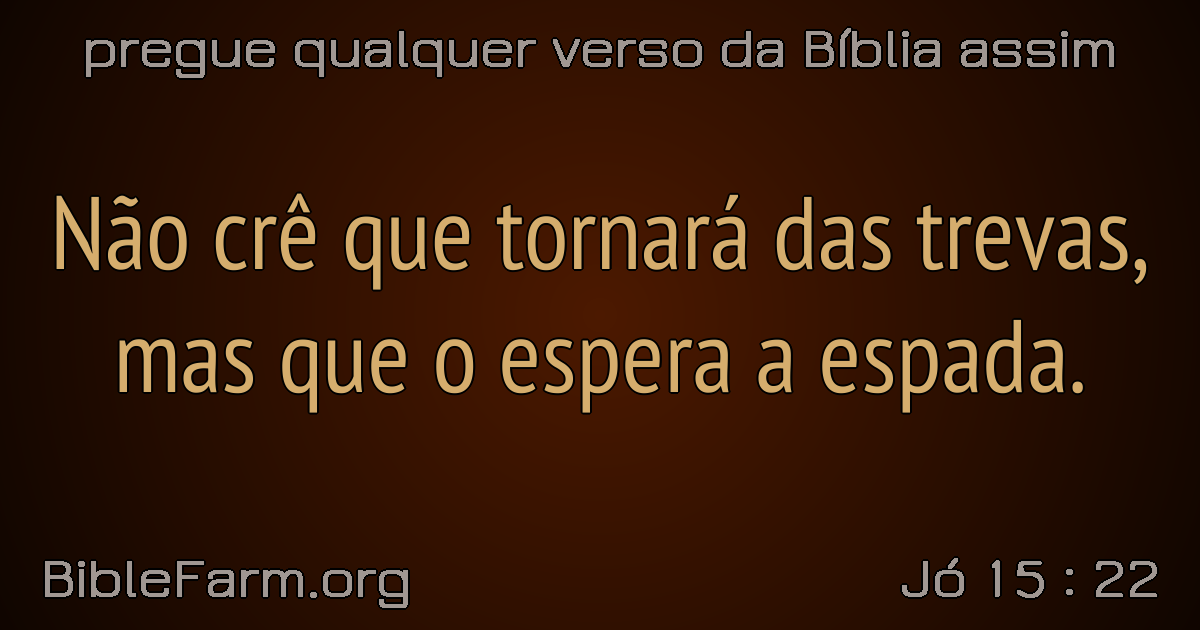 pregue qualquer verso da Bíblia assim
Não crê que tornará das trevas,
mas que o espera a espada.
BibleFarm.org
Jó 15 : 22